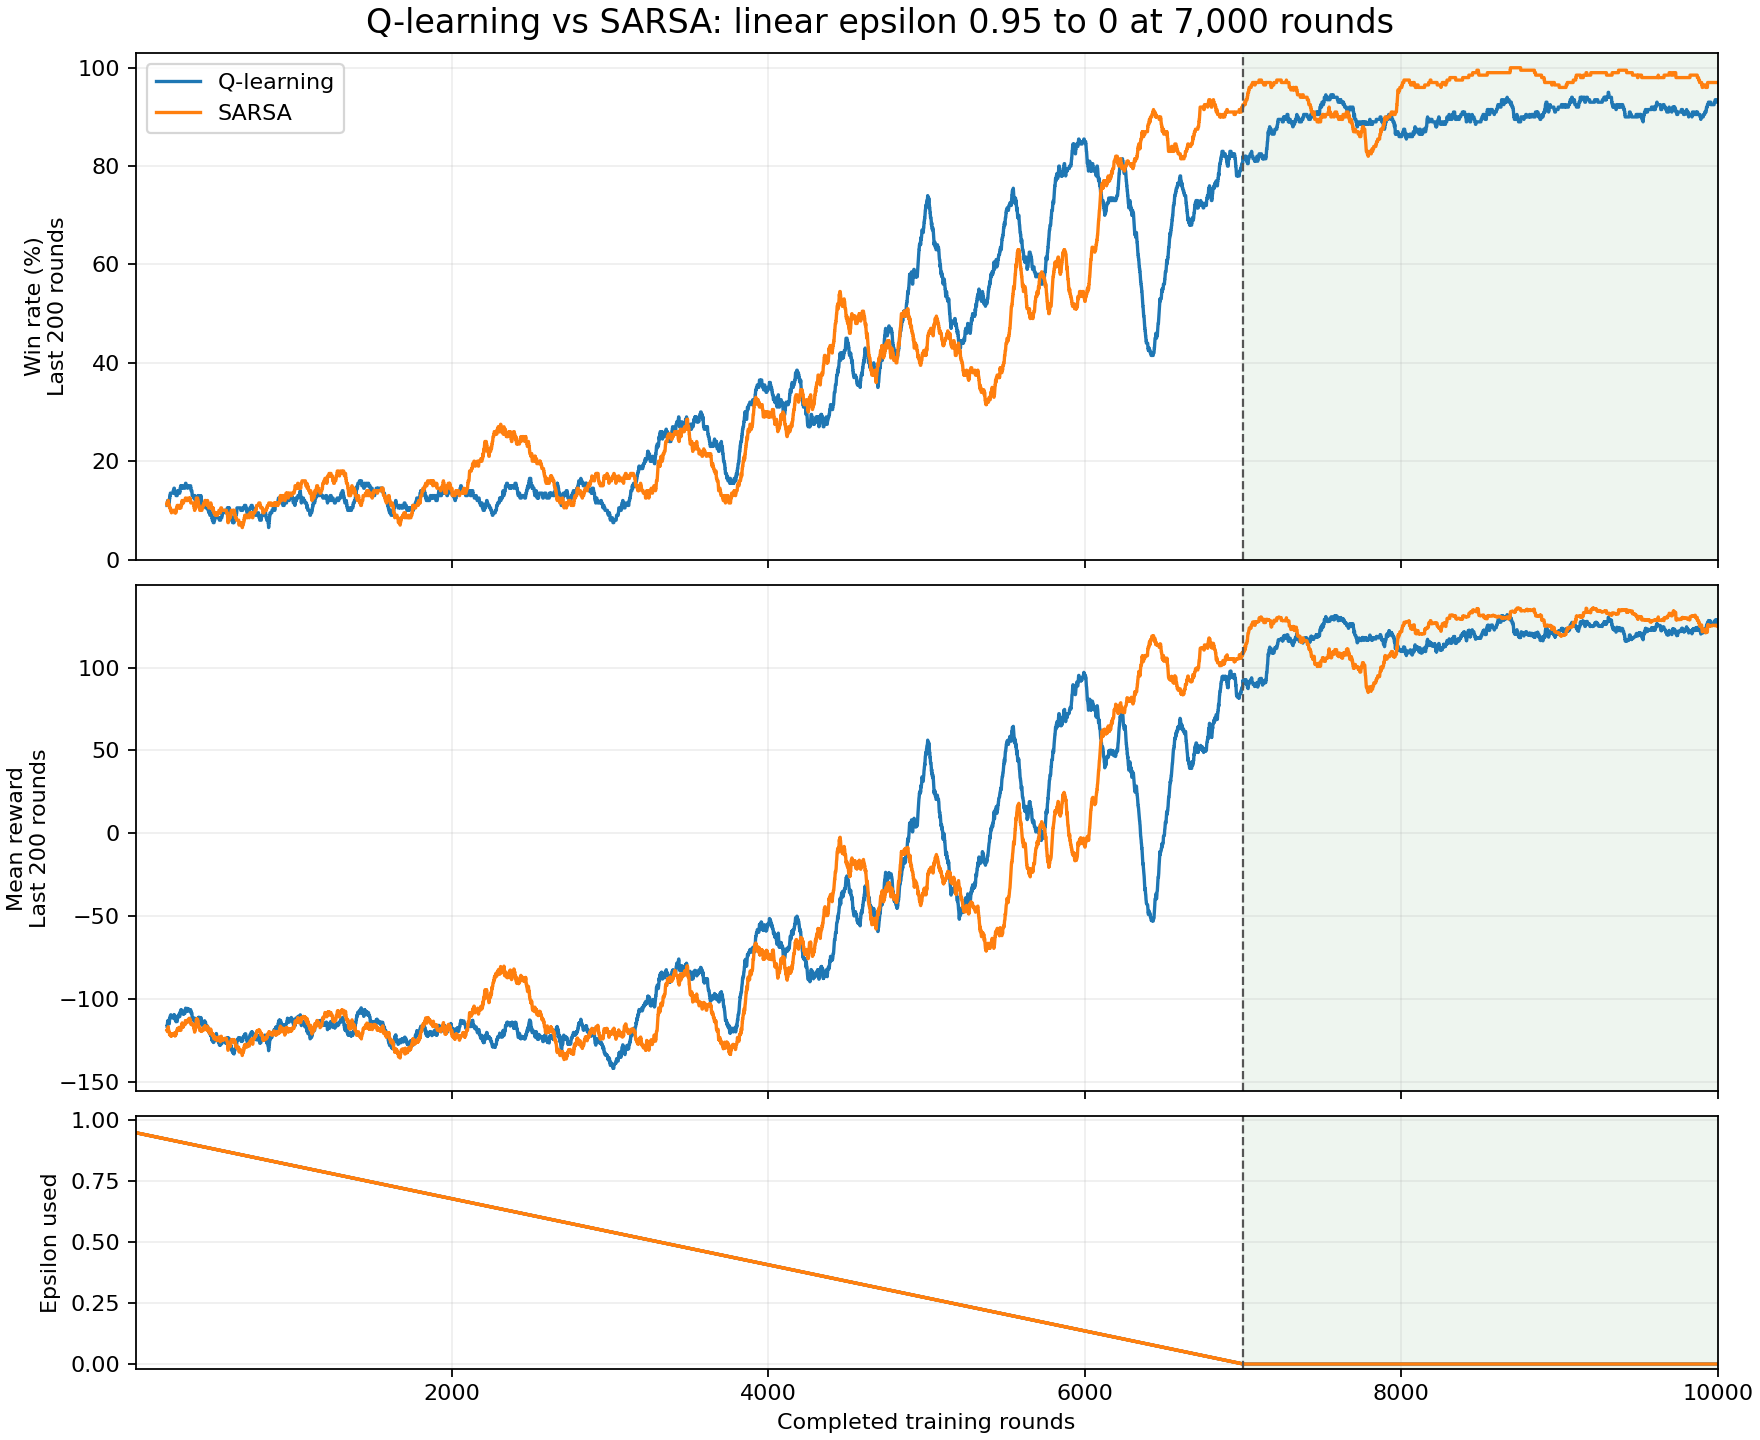 Q-learning vs SARSA: linear epsilon 0.95 to 0 at 7,000 rounds
Q-learning
SARSA
Win rate (%)
Last 200 rounds
100
80
60
40
20
0
Mean reward
Last 200 rounds
100
50
0
−50
−100
−150
Epsilon used
1.00
0.75
0.50
0.25
0.00
2000 4000 6000 8000 10000
Completed training rounds